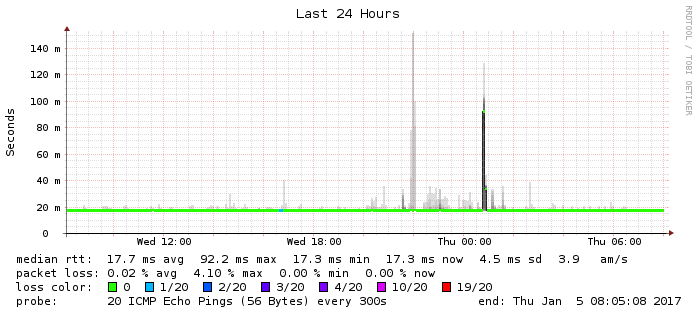 Last 24 Hours
RRDTOOL / TOBI OETIKER
Seconds
140 m
120 m
100 m
80 m
60 m
40 m
20 m
0
Wed 12:00 Wed 18:00 Thu 00:00 Thu 06:00
median rtt: 17.7 ms avg 92.2 ms max 17.3 ms min 17.3 ms now 4.5 ms sd 3.9 am/s
packet loss: 0.02 % avg 4.10 % max 0.00 % min 0.00 % now
loss color: 0 1/20 2/20 3/20 4/20 10/20 19/20
probe: 20 ICMP Echo Pings (56 Bytes) every 300s end: Thu Jan 5 08:05:08 2017